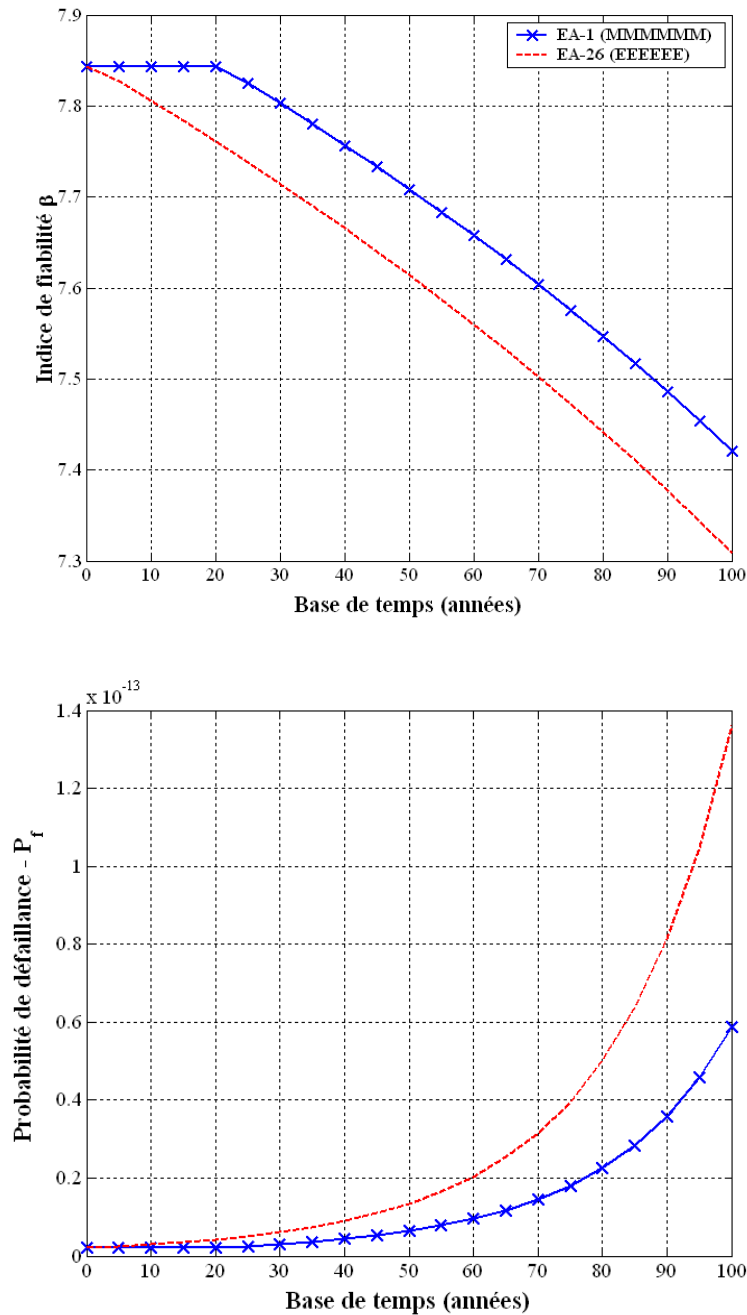 7.9
7.8
7.7
7.6
7.5
7.4
7.3
EA-1 (MMMMMMM)
EA-26 (EEEEEE)
Indice de fiabilité β
0 10 20 30 40 50 60 70 80 90 100
Base de temps (années)
x 10-13
1.4
1.2
1
0.8
0.6
0.4
0.2
0
Probabilité de défaillance - Pf
0 10 20 30 40 50 60 70 80 90 100
Base de temps (années)